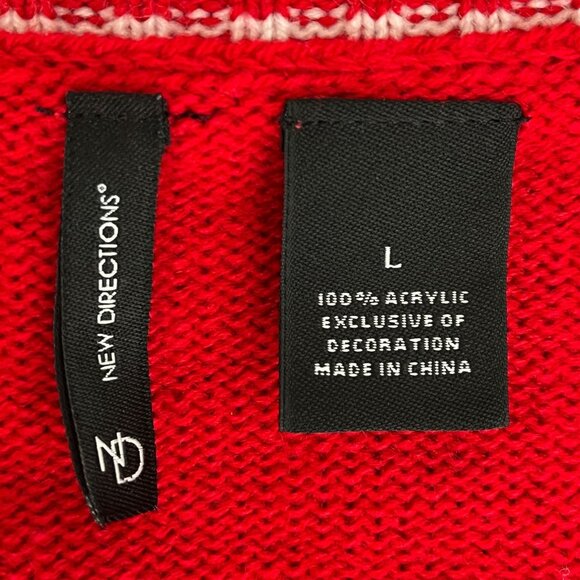 NEW DIRECTIONS®
ND
L
100% ACRYLIC
EXCLUSIVE OF
DECORATION
MADE IN CHINA